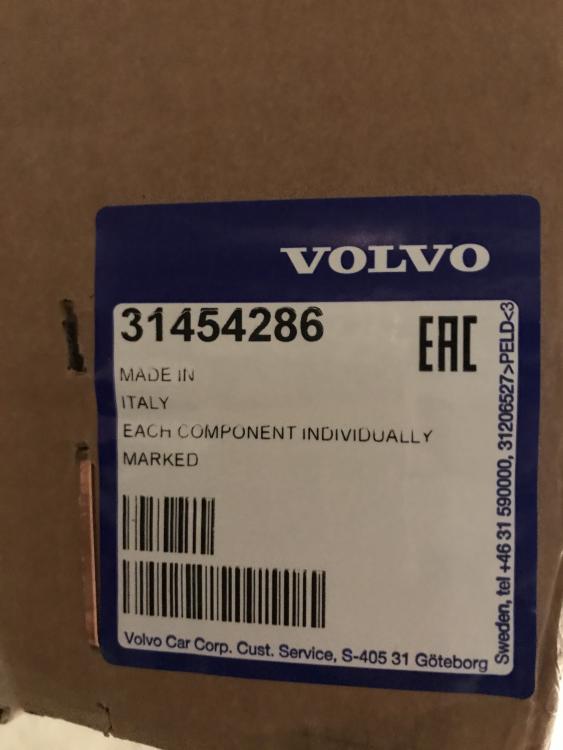 VOLVO
31454286
EAC
MADE IN
ITALY
EACH COMPONENT INDIVIDUALLY
MARKED
Volvo Car Corp. Cust. Service, S-405 31 Göteborg
Sweden, tel +46 31 590000, 31206527>PELD<3